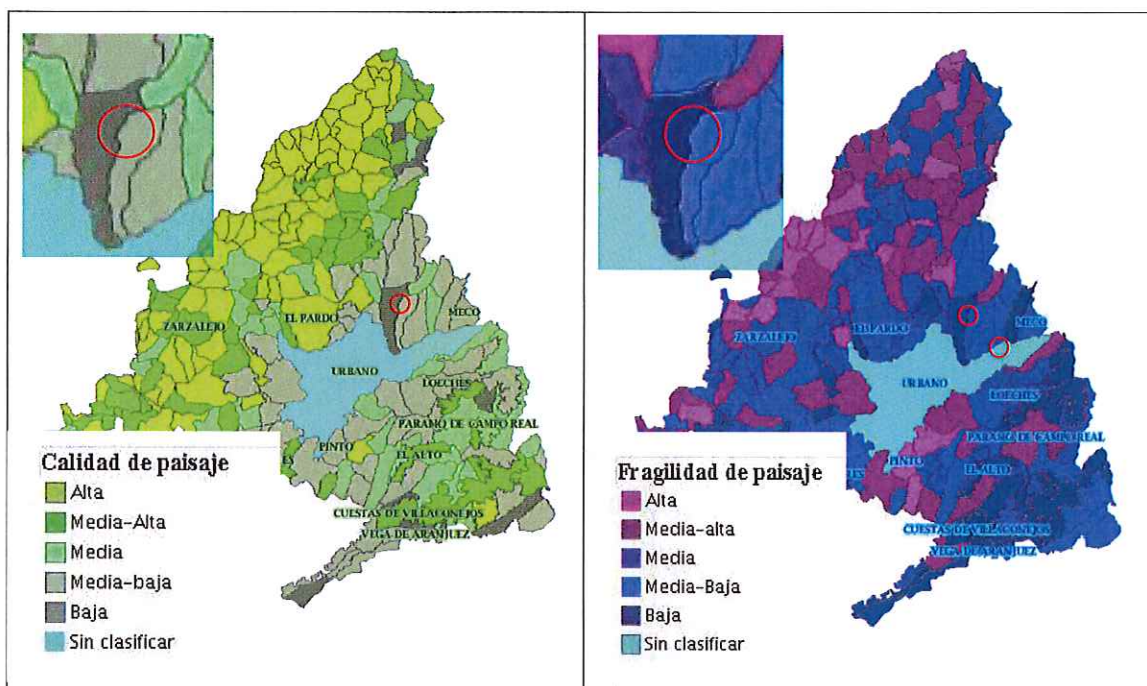 ZARZALEJO
EL PARDO
MECO
URBANO
LOECHES
PARAMO DE CAMPO REAL
PINTO
ES
EL ALTO
CUESTAS DE VILLACONEJOS
VEGA DE ARANJUEZ
Calidad de paisaje
Alta
Media-Alta
Media
Media-baja
Baja
Sin clasificar
ZARZALEJO
EL PARDO
MECO
URBANO
LOECHES
PARAMO DE CAMPO REAL
PINTO
LES
EL ALTO
CUESTAS DE VILLACONEJOS
VEGA DE ARANJUEZ
Fragilidad de paisaje
Alta
Media-alta
Media
Media-Baja
Baja
Sin clasificar